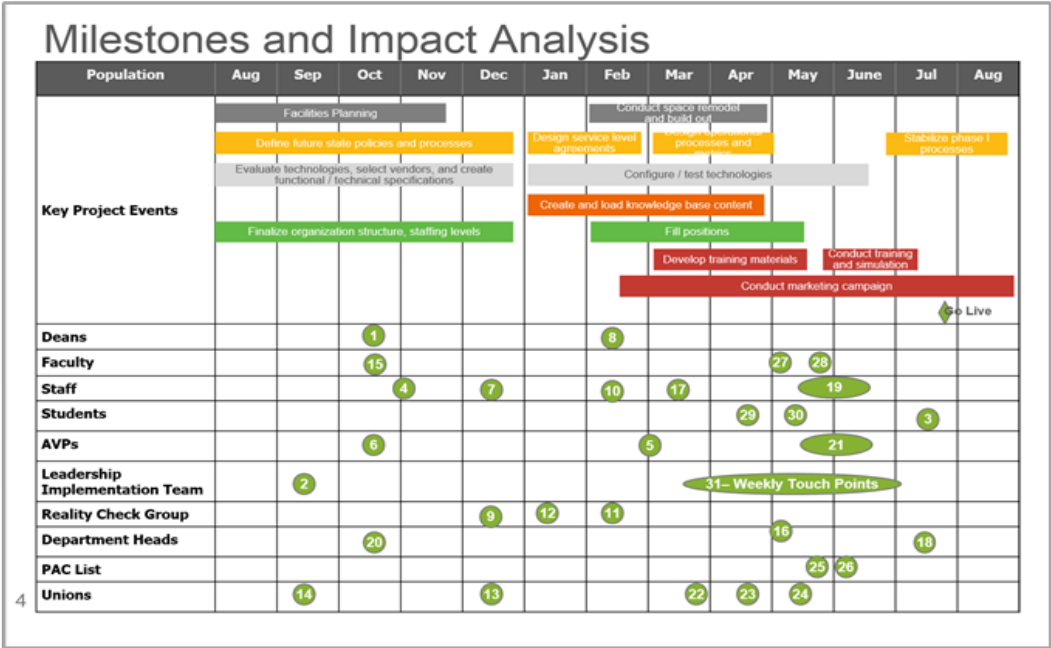 Milestones and Impact Analysis
Population Aug Sep Oct Nov Dec Jan Feb Mar Apr May June Jul Aug
Key Project Events
Facilities Planning
Conduct space remodel
and build out
Define future state policies and processes
Design service level
agreements
Design operational
processes and
metrics
Stabilize phase I
processes
Evaluate technologies, select vendors, and create
functional / technical specifications
Configure / test technologies
Create and load knowledge base content
Finalize organization structure, staffing levels
Fill positions
Develop training materials
Conduct training
and simulation
Conduct marketing campaign
Go Live
Deans 1 8
Faculty 15 27 28
Staff 4 7 10 17 19
Students 29 30 3
AVPs 6 5 21
Leadership
Implementation Team 2 31– Weekly Touch Points
Reality Check Group 9 12 11
Department Heads 20 16 18
PAC List 25 26
Unions 14 13 22 23 24
4